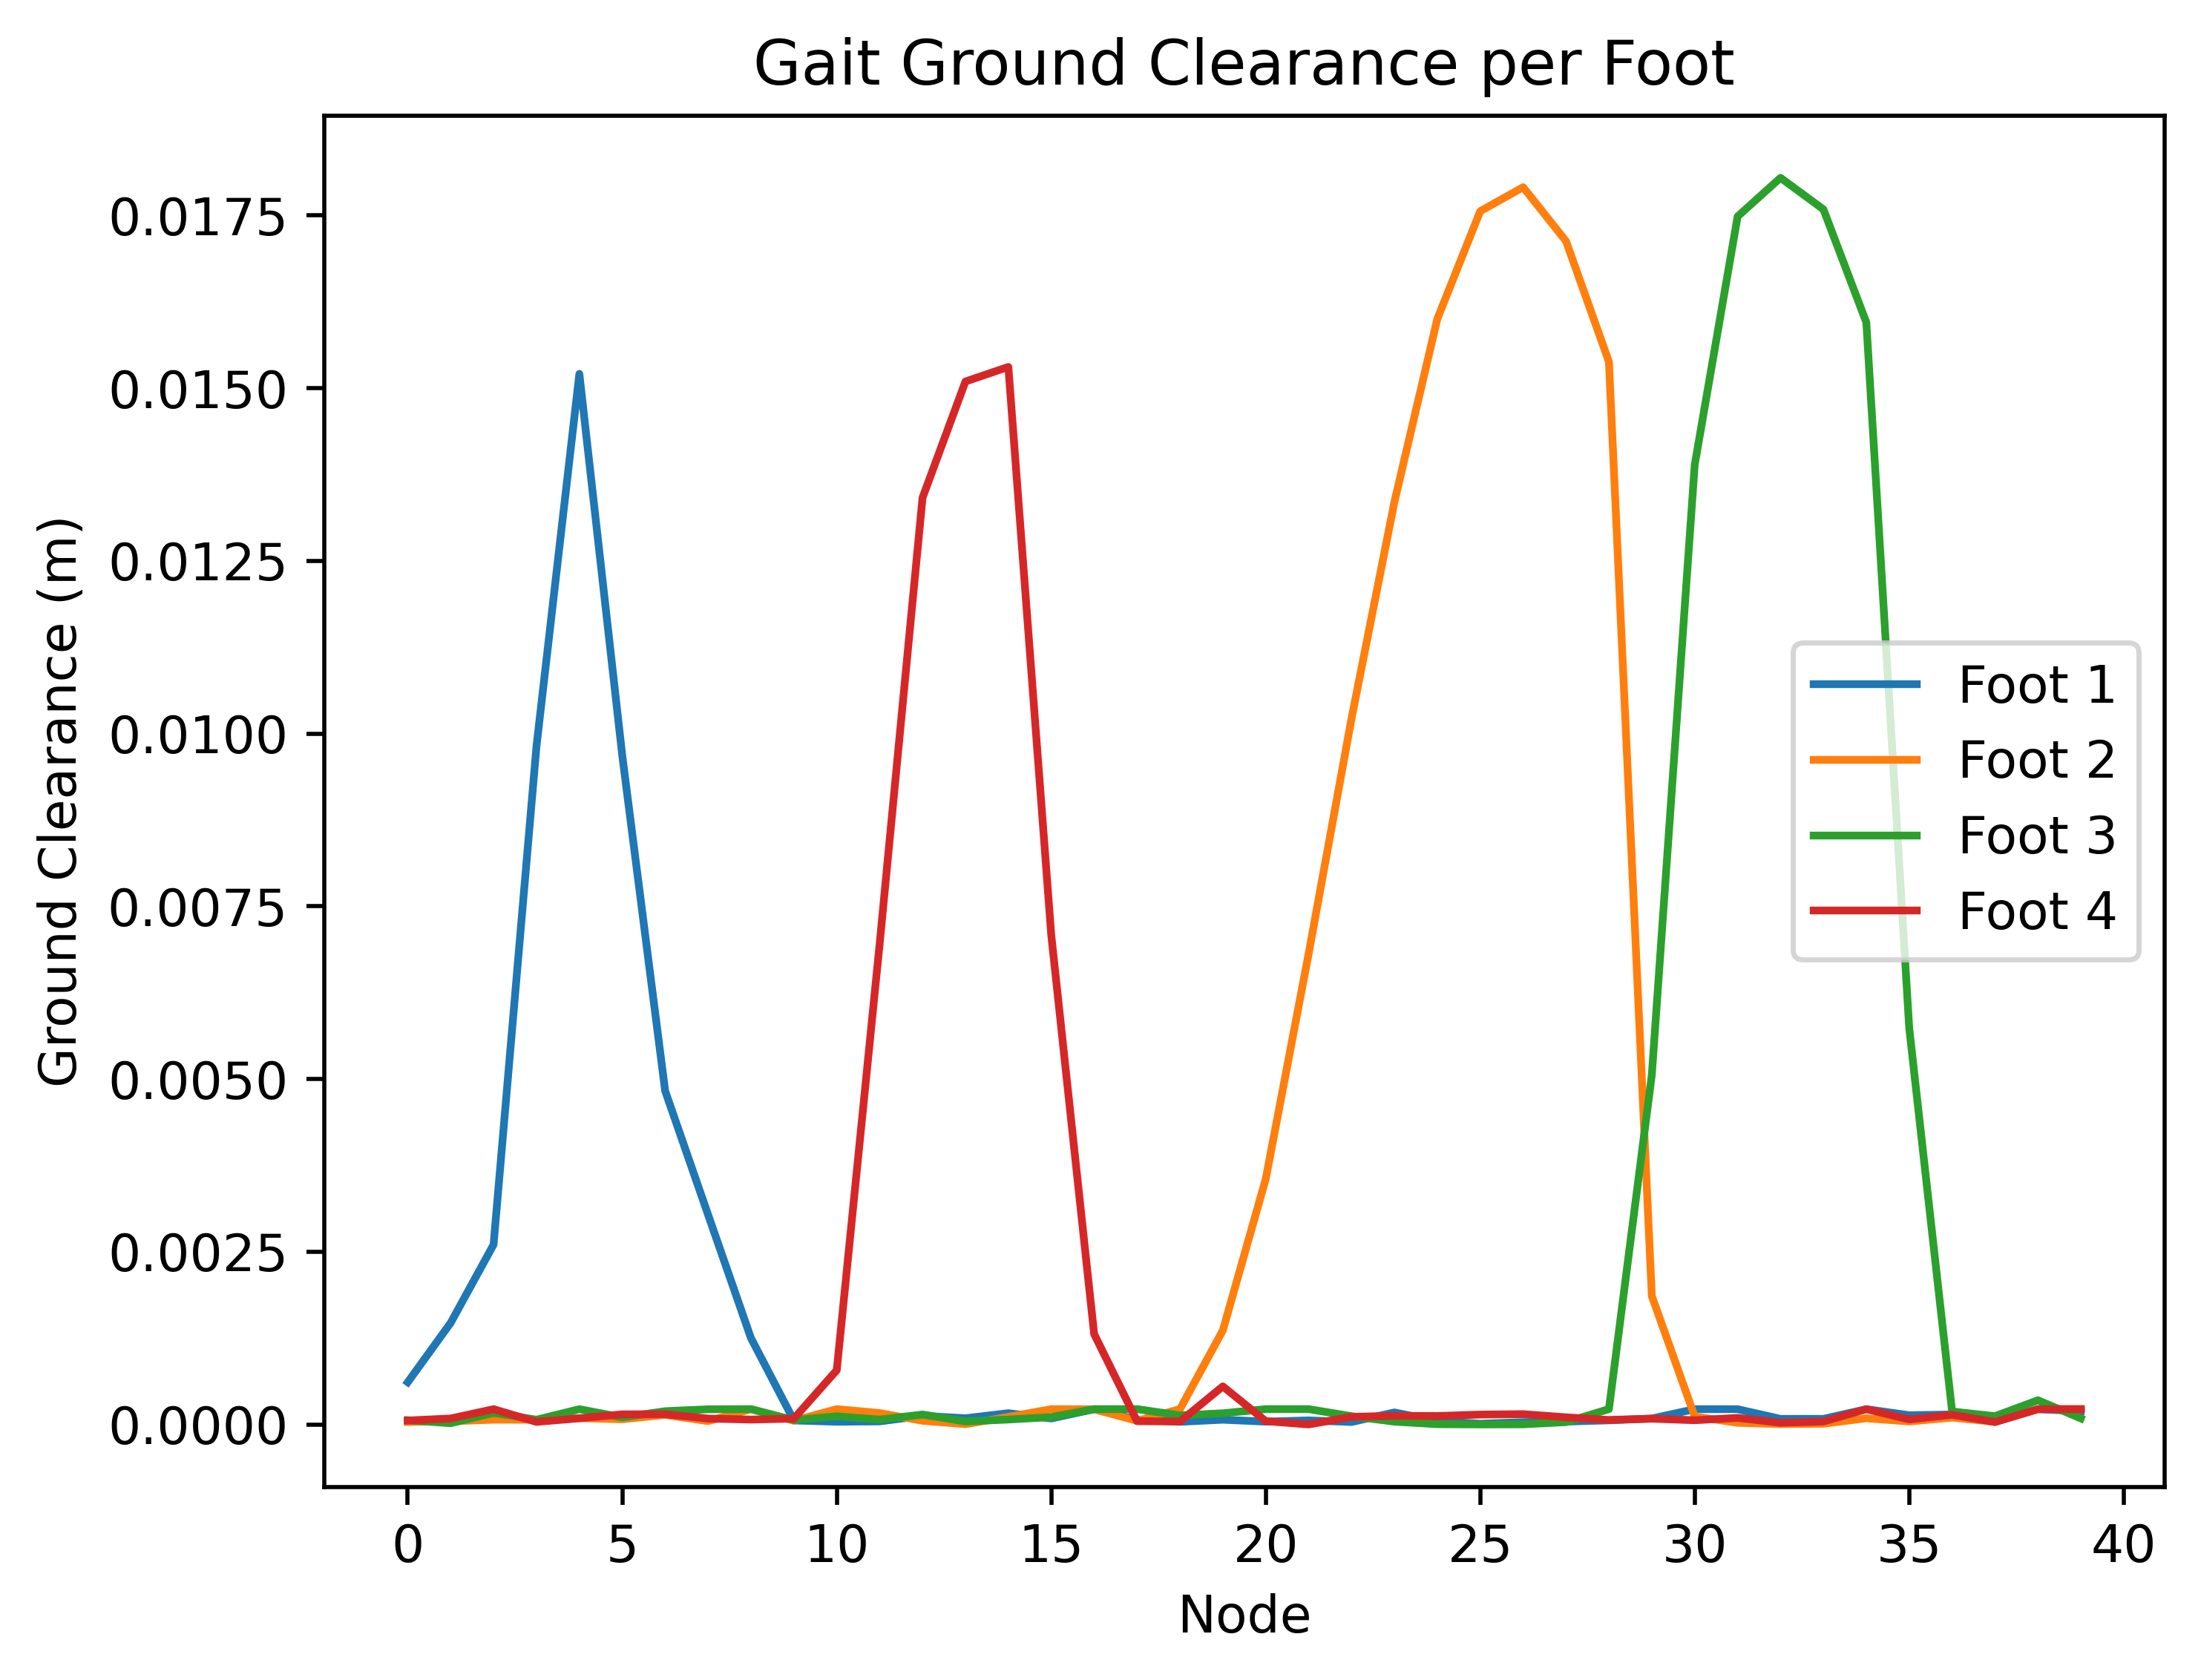 Gait Ground Clearance per Foot
Ground Clearance (m)
0.0175
0.0150
0.0125
0.0100
0.0075
0.0050
0.0025
0.0000
Foot 1
Foot 2
Foot 3
Foot 4
0 5 10 15 20 25 30 35 40
Node